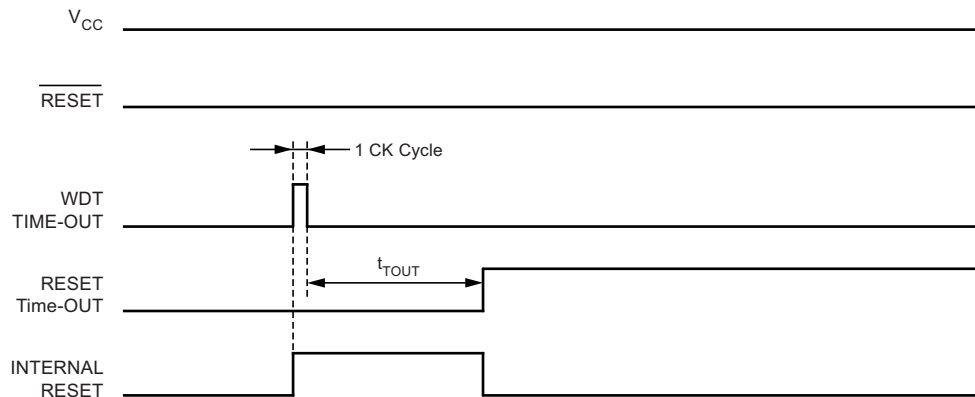 VCC
RESET
1 CK Cycle
WDT
TIME-OUT
tTOUT
RESET
Time-OUT
INTERNAL
RESET